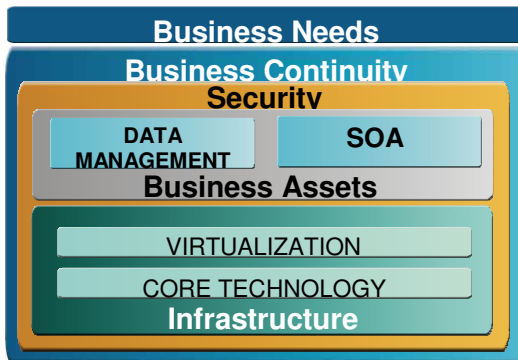 Business Needs
Business Continuity
Security
DATA SOA
MANAGEMENT
Business Assets
VIRTUALIZATION
CORE TECHNOLOGY
Infrastructure